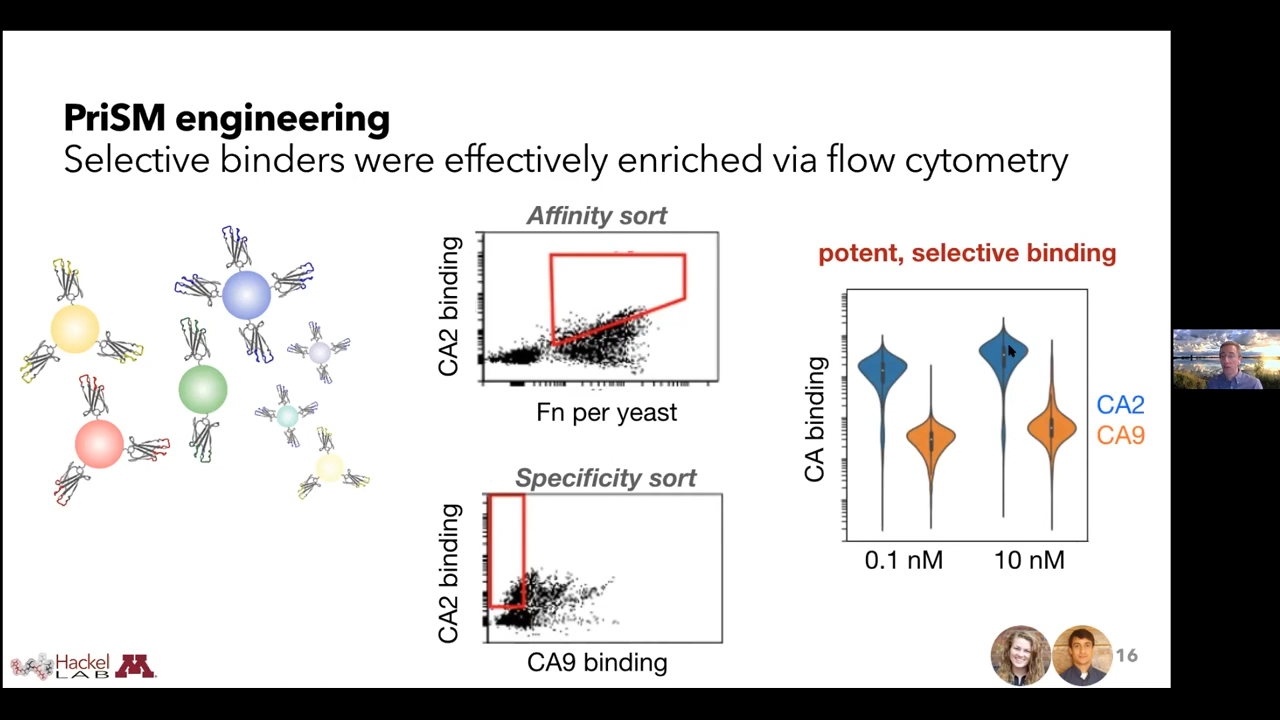 PriSM engineering
Selective binders were effectively enriched via flow cytometry
Affinity sort
CA2 binding
Fn per yeast
Specificity sort
CA2 binding
CA9 binding
potent, selective binding
CA binding
0.1 nM
10 nM
CA2
CA9
Hackel
LAB
M
16